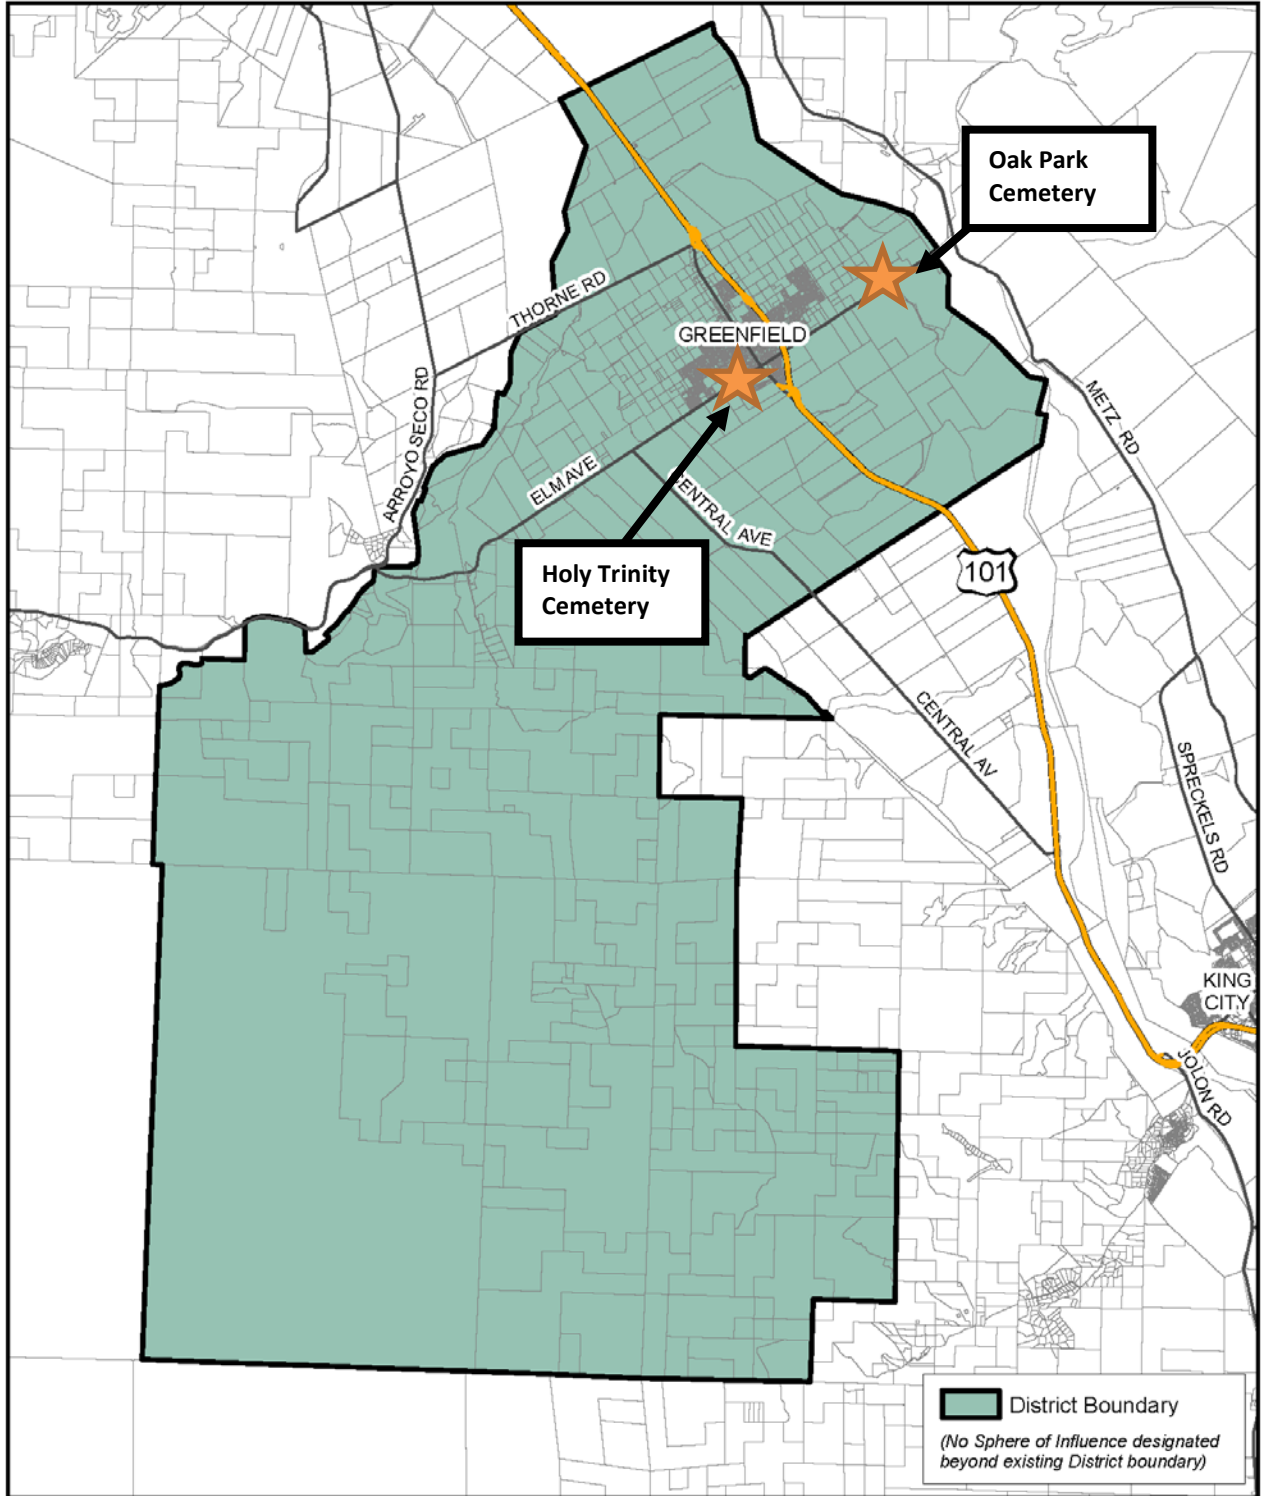 Oak Park
Cemetery
THORNE RD
GREENFIELD
ARROYO SECO RD
METZ RD
ELM AVE
CENTRAL AVE
Holy Trinity
Cemetery
101
CENTRAL AV
SPRECKELS RD
KING
CITY
JOLON RD
District Boundary
(No Sphere of Influence designated
beyond existing District boundary)